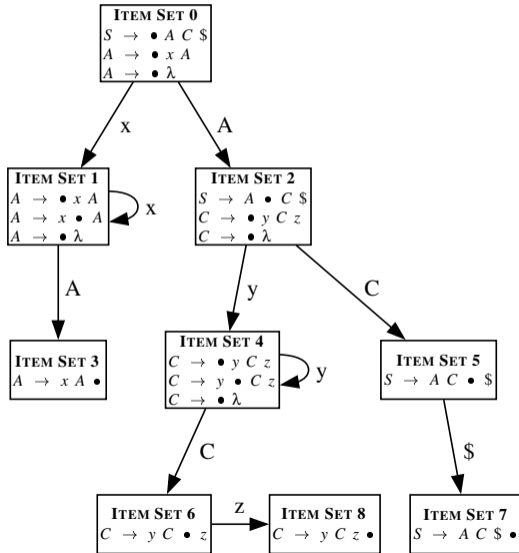 ITEM SET 0
S → • A C $
A → • x A
A → • λ
x
A
ITEM SET 1
A → • x A
A → x • A
A → • λ
x
ITEM SET 2
S → A • C $
C → • y C z
C → • λ
A
y
C
ITEM SET 3
A → x A •
ITEM SET 4
C → • y C z
C → y • C z
C → • λ
y
ITEM SET 5
S → A C • $
C
$
ITEM SET 6
C → y C • z
z
ITEM SET 8
C → y C z •
ITEM SET 7
S → A C $ •